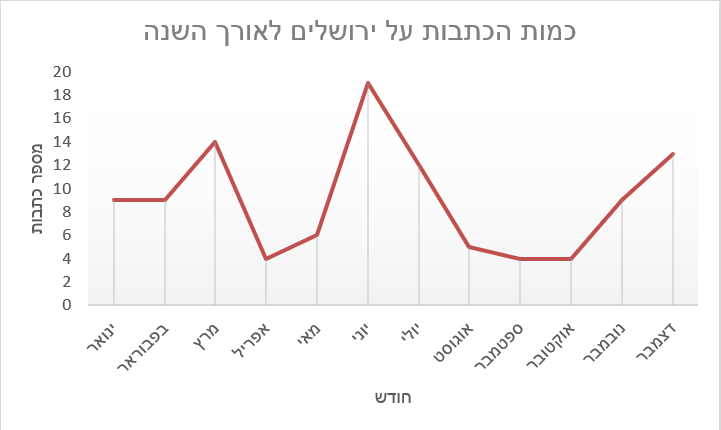 כמות הכתבות על ירושלים לאורך השנה
מספר כתבות
20
18
16
14
12
10
8
6
4
2
0
ינואר
בפבוראר
מרץ
אפריל
מאי
יוני
יולי
אוגוסט
ספטמבר
אוקטובר
נובמבר
דצמבר
חודש